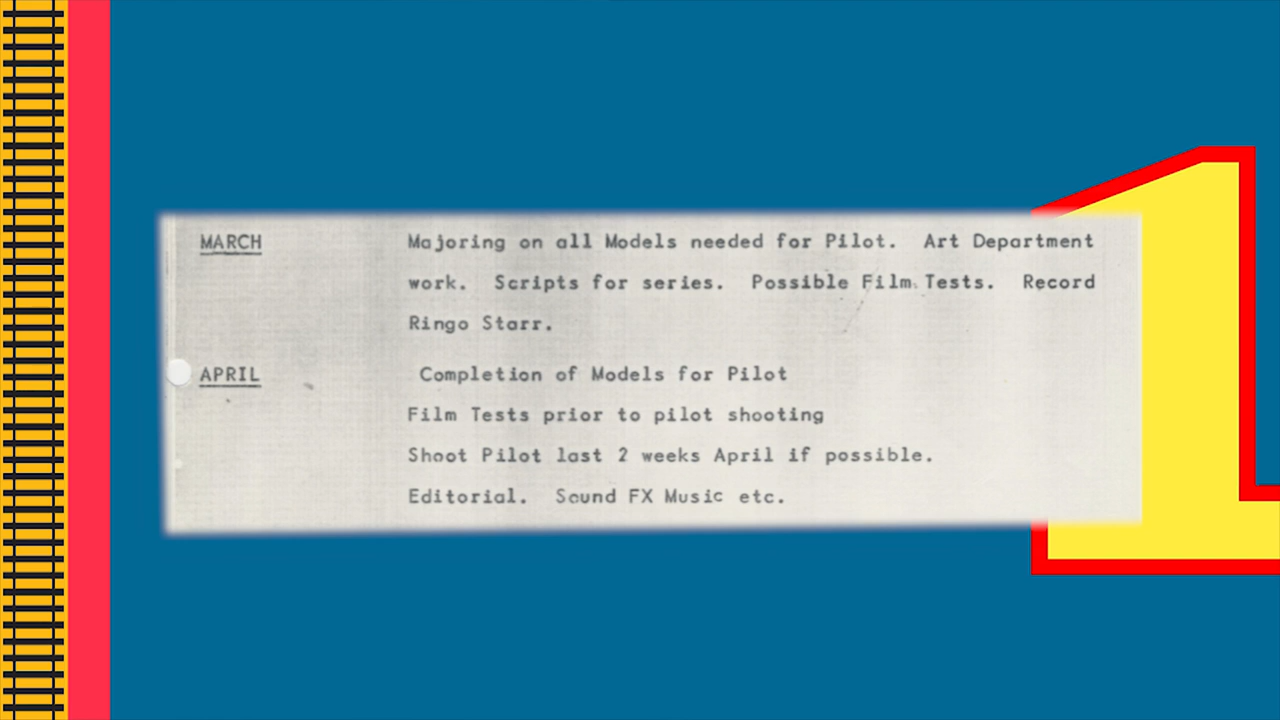 MARCH Majoring on all Models needed for Pilot. Art Department
work. Scripts for series. Possible Film Tests. Record
Ringo Starr.
APRIL Completion of Models for Pilot
Film Tests prior to pilot shooting
Shoot Pilot last 2 weeks April if possible.
Editorial. Sound FX Music etc.
1